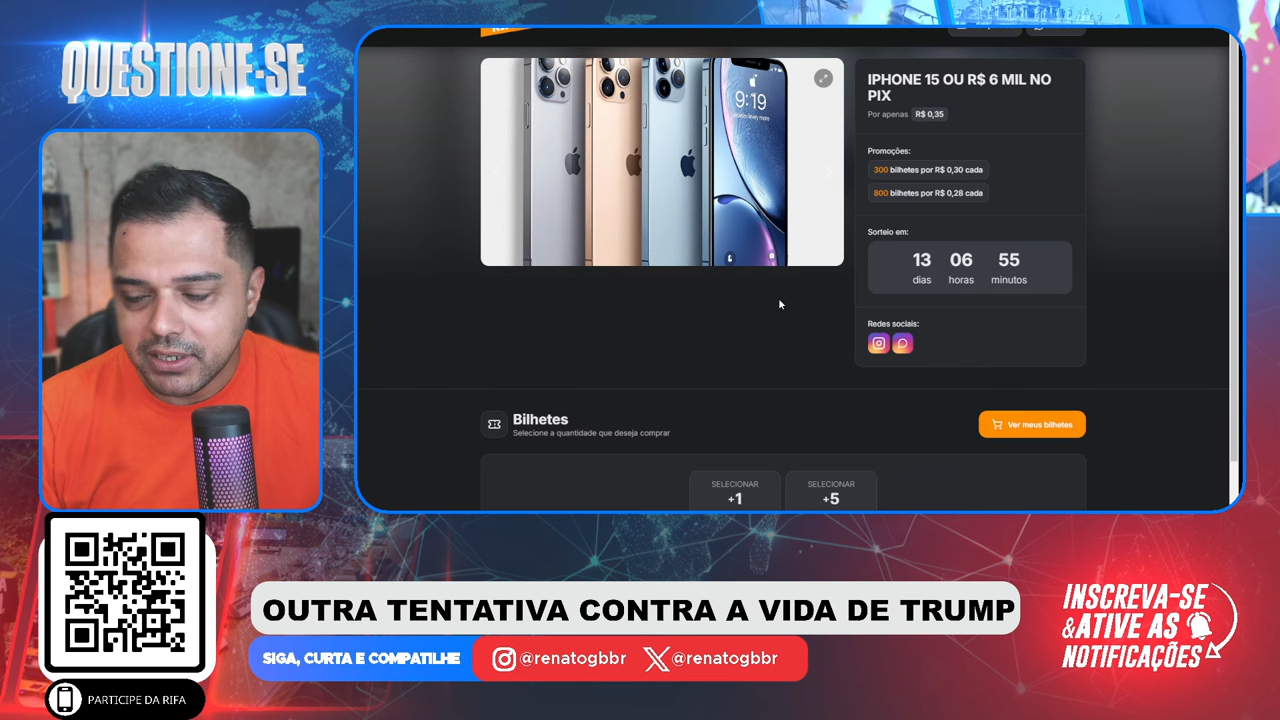 QUESTIONE-SE
9:19
IPHONE 15 OU R$ 6 MIL NO
PIX
Por apenas R$ 0,35
Promoções:
300 bilhetes por R$ 0,30 cada
800 bilhetes por R$ 0,28 cada
Sorteio em:
13 06 55
dias horas minutos
Redes sociais:
Bilhetes
Selecione a quantidade que deseja comprar
Ver meus bilhetes
SELECIONAR SELECIONAR
+1 +5
OUTRA TENTATIVA CONTRA A VIDA DE TRUMP
SIGA, CURTA E COMPATILHE @renatogbbr @renatogbbr
PARTICIPE DA RIFA
INSCREVA-SE
&ATIVE AS
NOTIFICAÇÕES